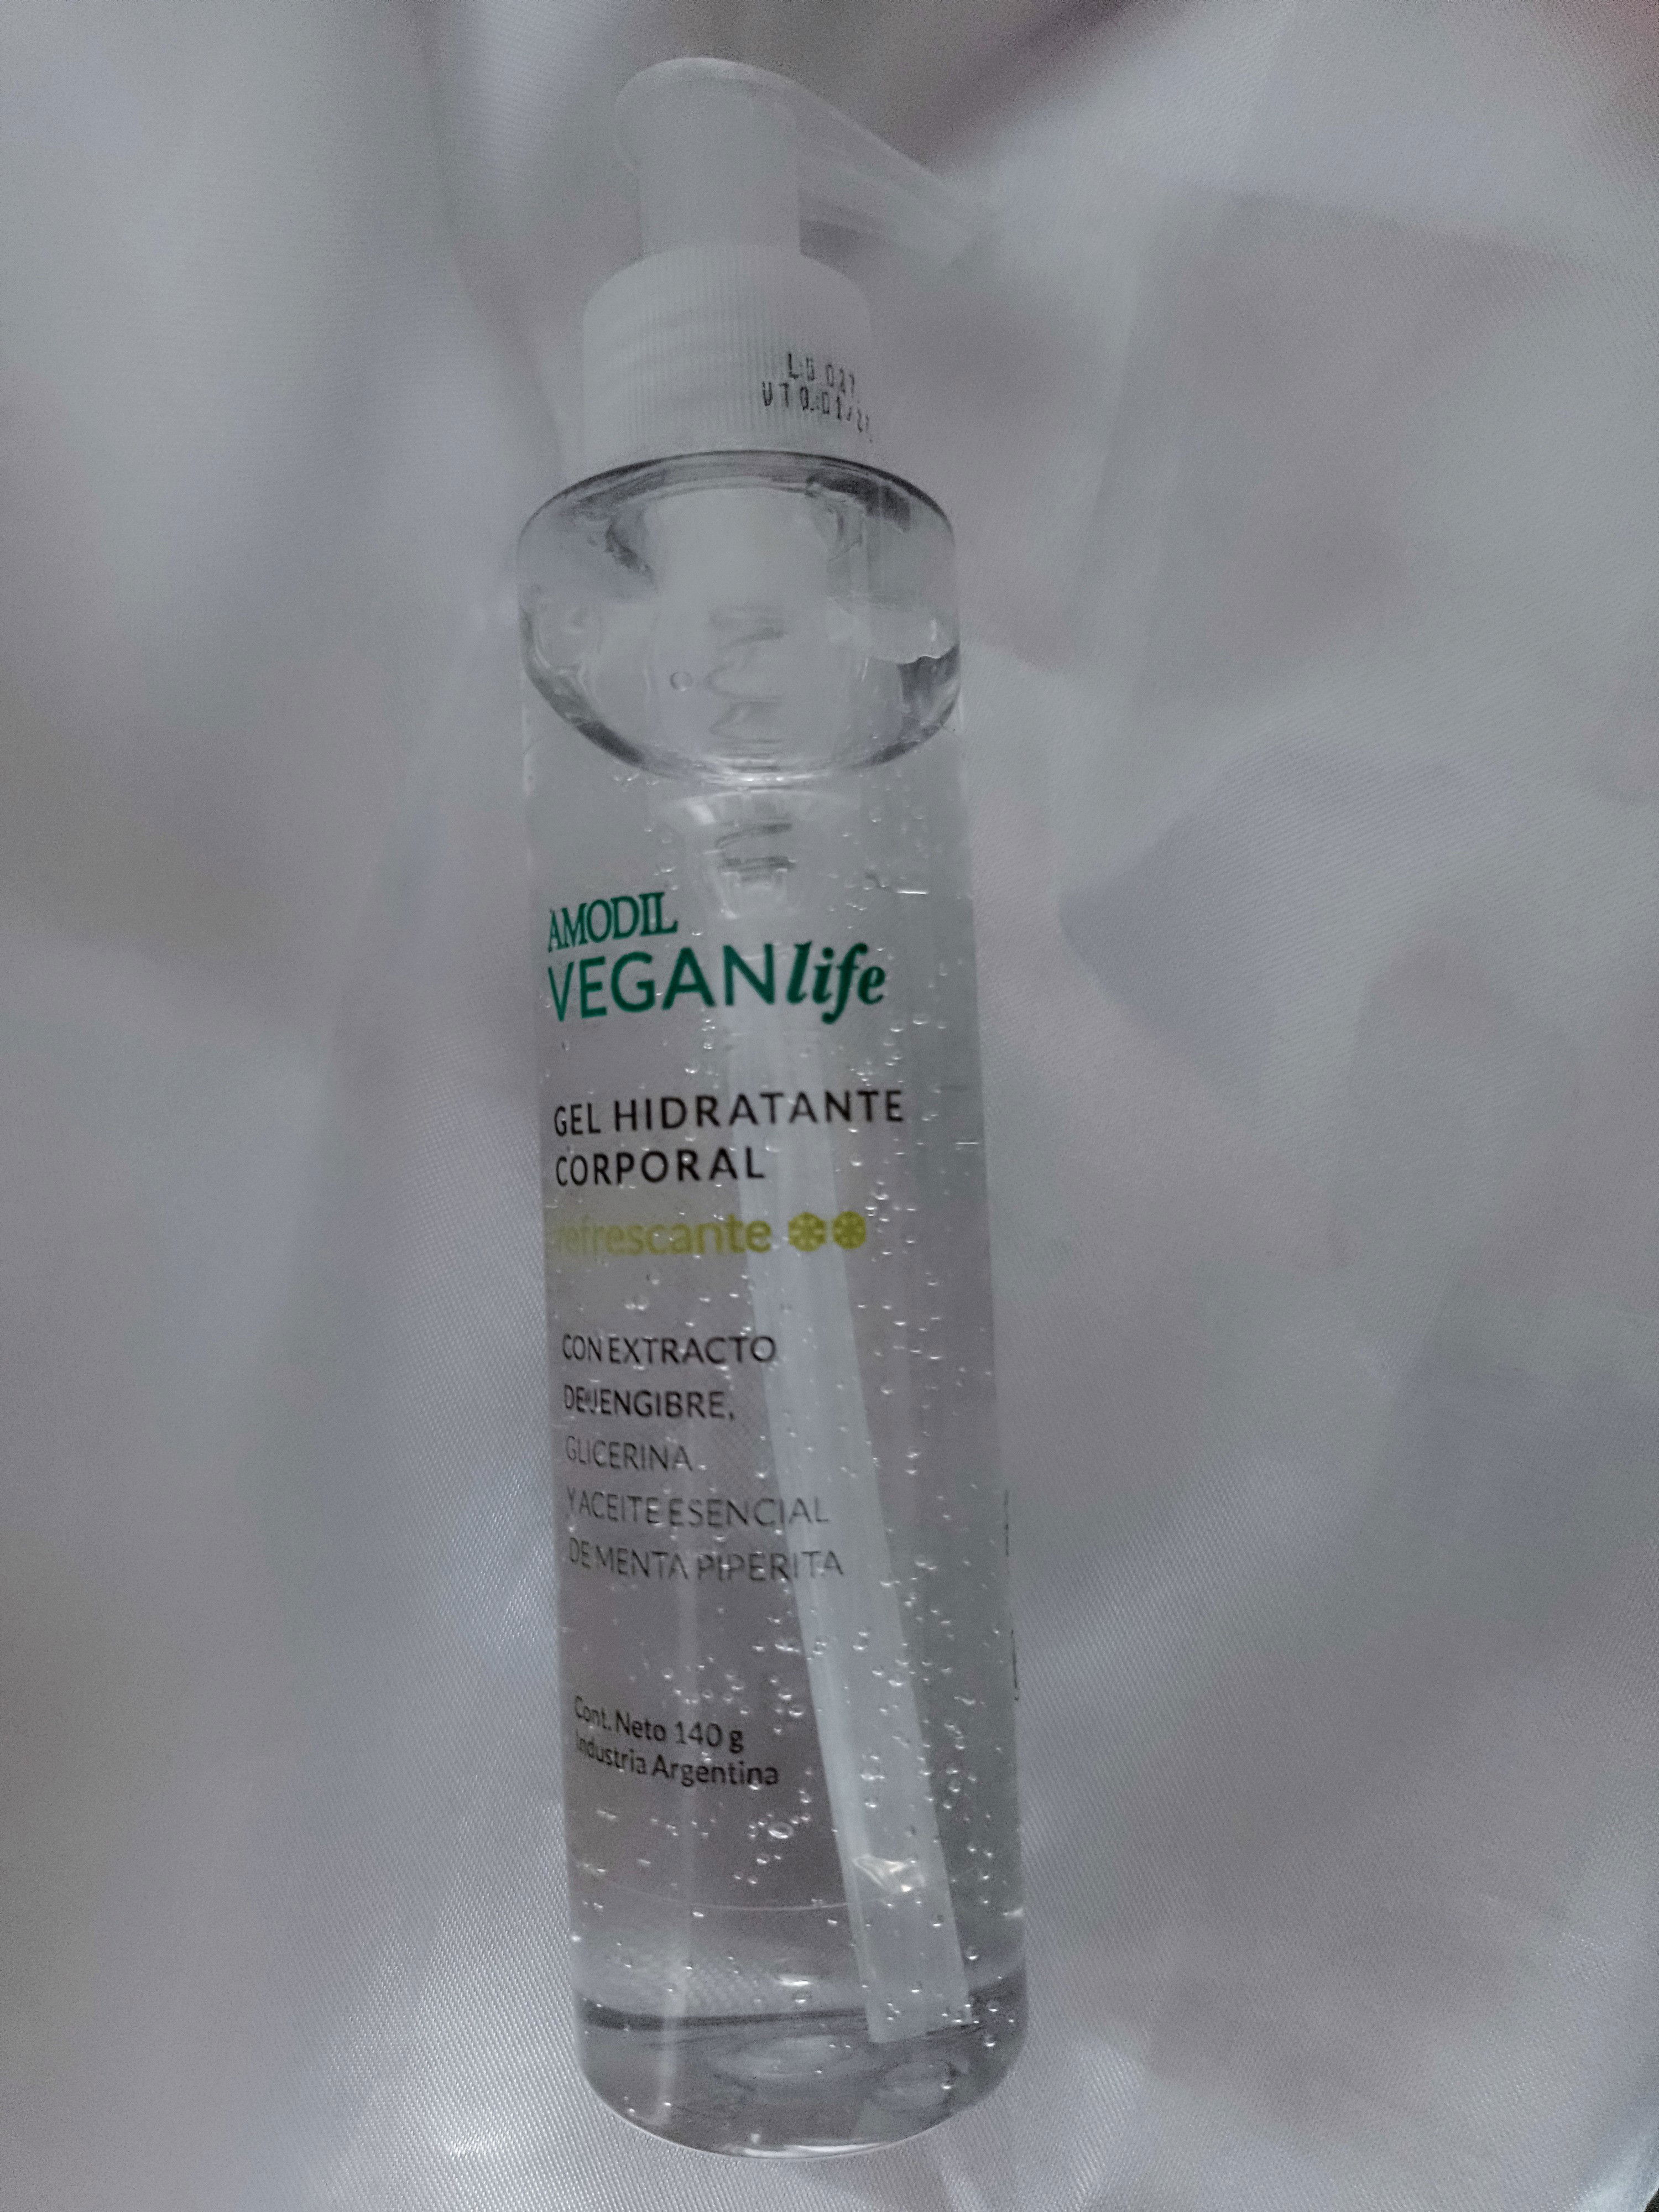 AMODIL
VEGANlife
GEL HIDRATANTE
CORPORAL
refrescante
CON EXTRACTO
DE JENGIBRE,
GLICERINA
Y ACEITE ESENCIAL
DE MENTA PIPERITA
Cont. Neto 140 g
Industria Argentina